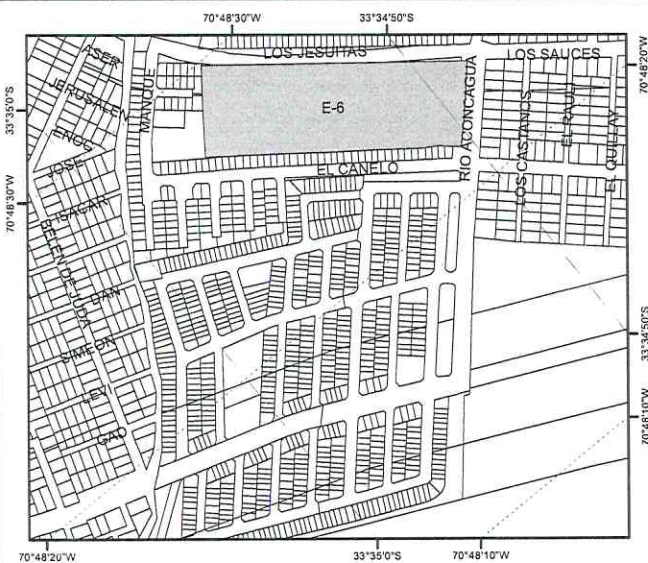 70°48'30"W 33°34'50"S
LOS JESUITAS LOS SAUCES
ASER
70°48'20"W
JERUSALEN
MANQUE
E-6
RIO ACONCAGUA
LOS CASTAÑOS
EL RAULI
EL QUILLAY
33°35'0"S
ENOC
JOSE
EL CANELO
70°48'30"W
ISACAR
BELEN DE JUDA
DAN
SIMEON
33°34'50"S
LEVI
70°48'10"W
GAD
70°48'20"W 33°35'0"S 70°48'10"W